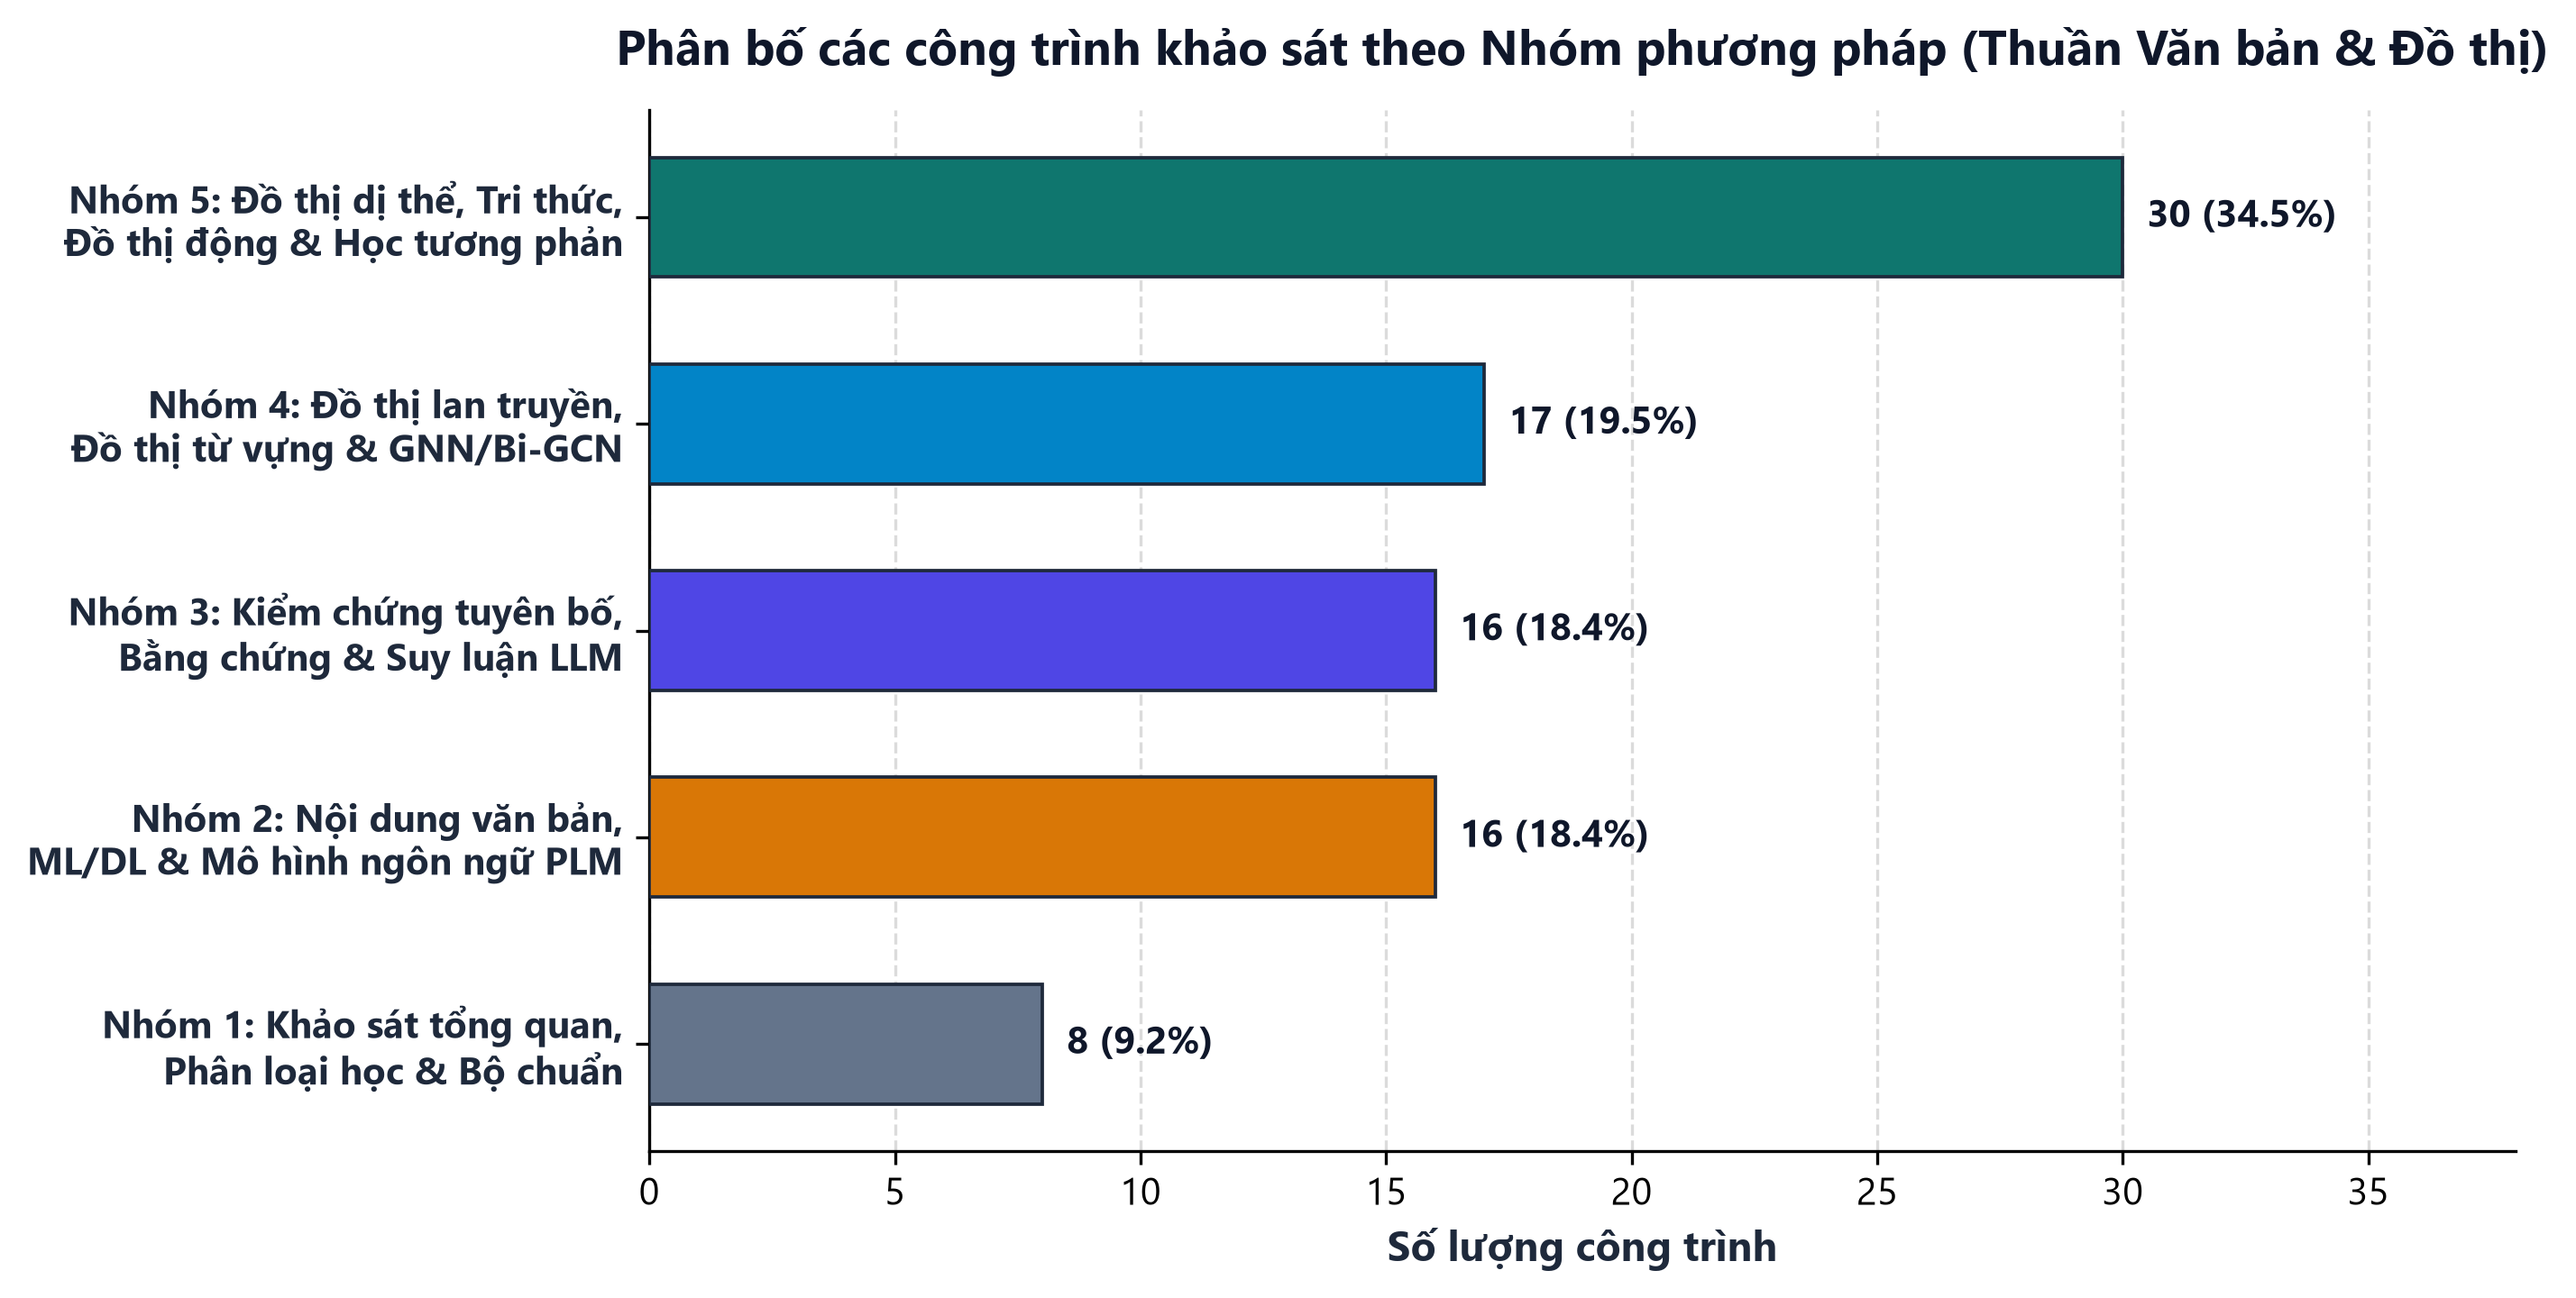 Phân bố các công trình khảo sát theo Nhóm phương pháp (Thuần Văn bản & Đồ thị)
Nhóm 5: Đồ thị dị thể, Tri thức,
Đồ thị động & Học tương phản
30 (34.5%)
Nhóm 4: Đồ thị lan truyền,
Đồ thị từ vựng & GNN/Bi-GCN
17 (19.5%)
Nhóm 3: Kiểm chứng tuyên bố,
Bằng chứng & Suy luận LLM
16 (18.4%)
Nhóm 2: Nội dung văn bản,
ML/DL & Mô hình ngôn ngữ PLM
16 (18.4%)
Nhóm 1: Khảo sát tổng quan,
Phân loại học & Bộ chuẩn
8 (9.2%)
0 5 10 15 20 25 30 35
Số lượng công trình